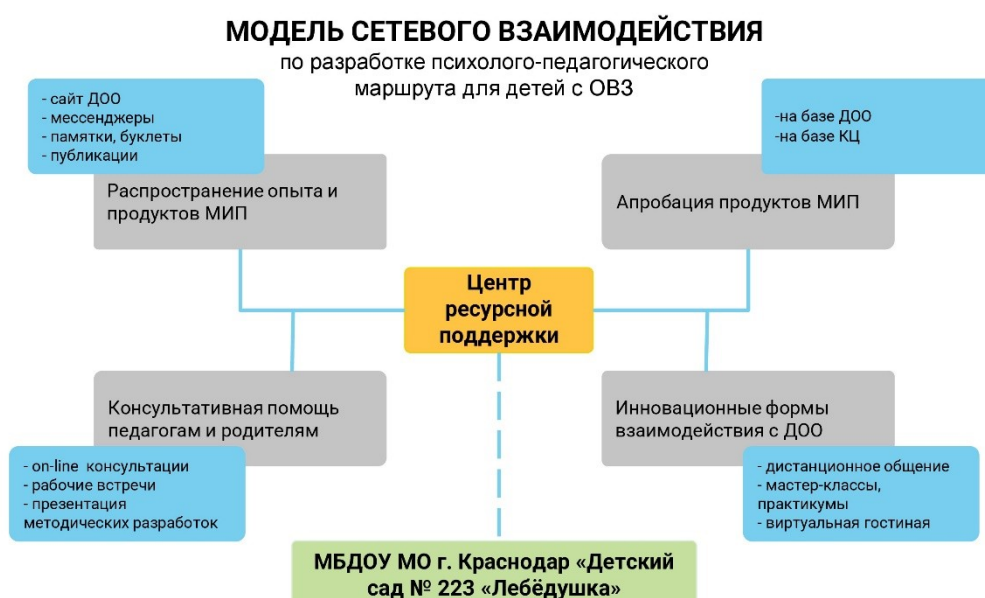 МОДЕЛЬ СЕТЕВОГО ВЗАИМОДЕЙСТВИЯ
по разработке психолого-педагогического
маршрута для детей с ОВЗ
- сайт ДОО
- мессенджеры
- памятки, буклеты
- публикации
Распространение опыта и
продуктов МИП
-на базе ДОО
-на базе КЦ
Апробация продуктов МИП
Центр
ресурсной
поддержки
Консультативная помощь
педагогам и родителям
- on-line консультации
- рабочие встречи
- презентация
методических разработок
Инновационные формы
взаимодействия с ДОО
- дистанционное общение
- мастер-классы,
практикумы
- виртуальная гостиная
МБДОУ МО г. Краснодар «Детский
сад № 223 «Лебёдушка»